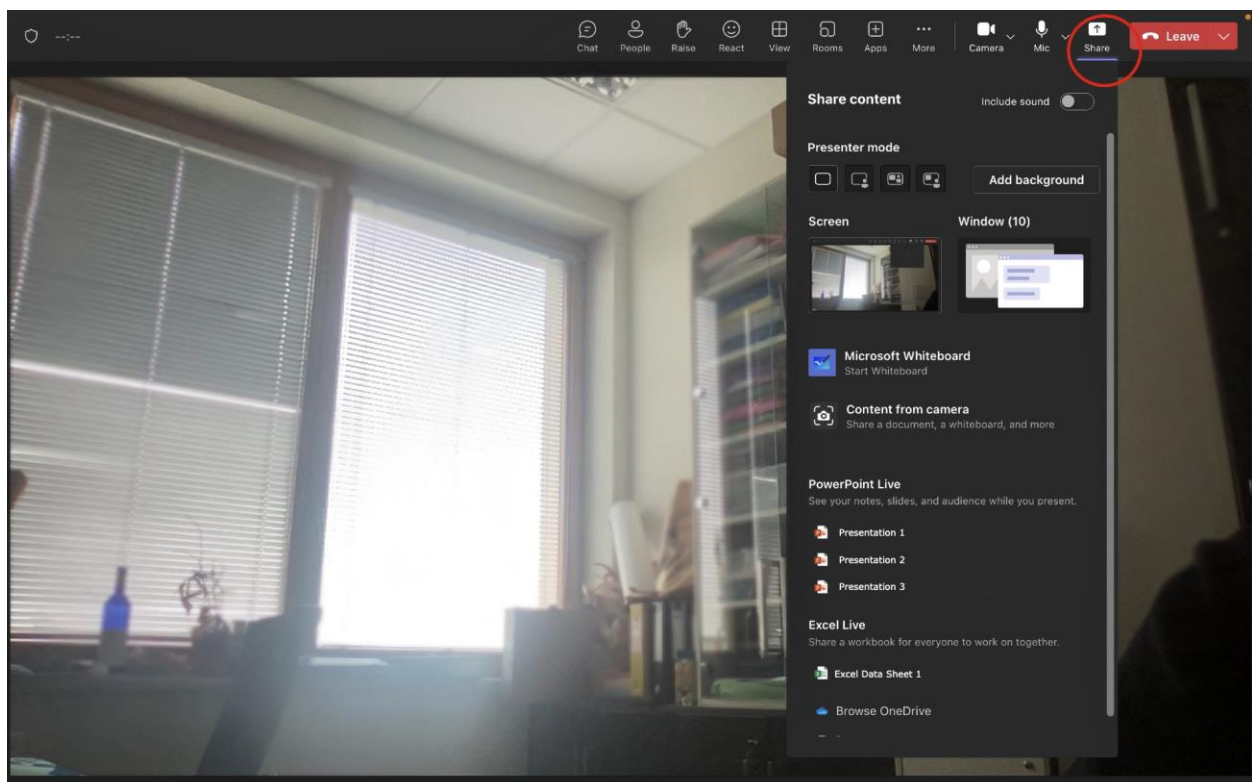 --:--
Chat People Raise React View Rooms Apps More Camera Mic Share Leave
Share content Include sound
Presenter mode
Add background
Screen Window (10)
Microsoft Whiteboard
Start Whiteboard
Content from camera
Share a document, a whiteboard, and more
PowerPoint Live
See your notes, slides, and audience while you present.
Presentation 1
Presentation 2
Presentation 3
Excel Live
Share a workbook for everyone to work on together.
Excel Data Sheet 1
Browse OneDrive